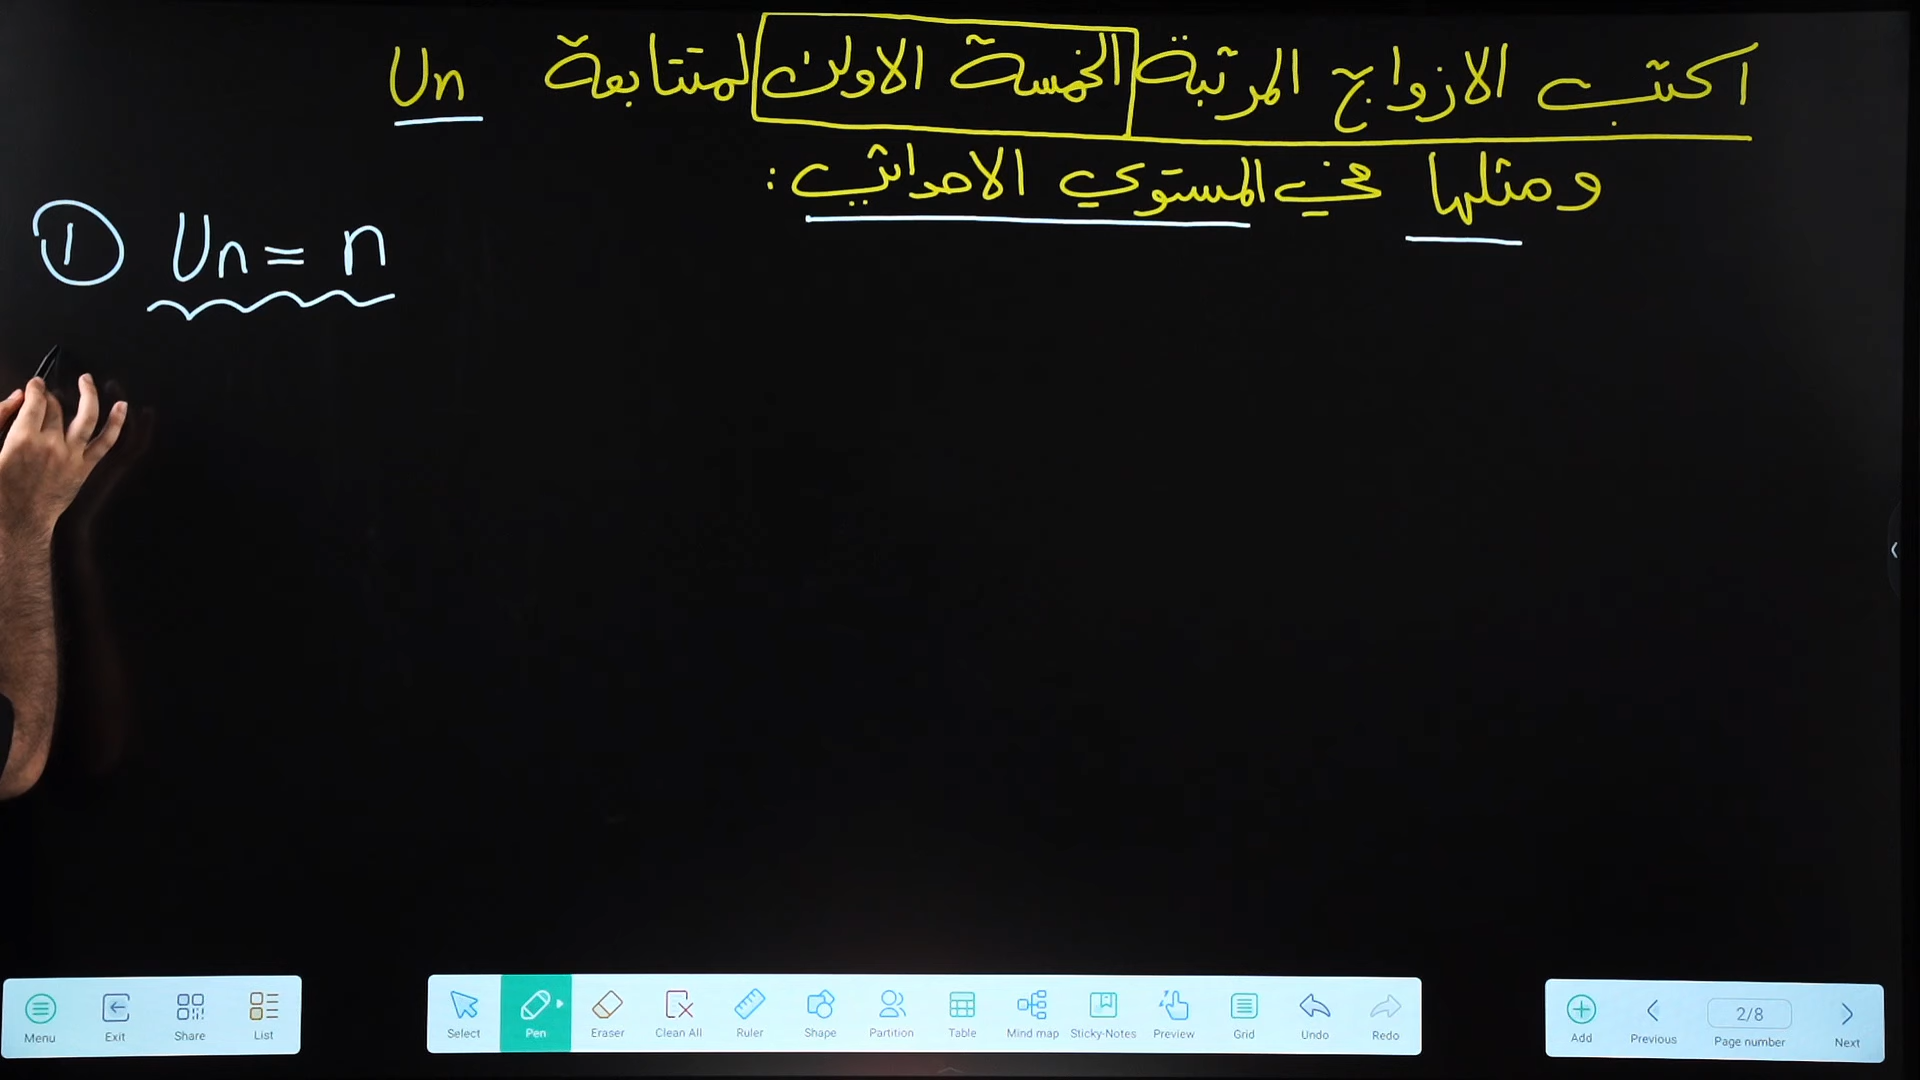 اكتب الازواج المرتبة الخمسة الاولى لمتتابعة Un
ومثلها في المستوي الاحداثي :
① Un = n
Menu
Exit
Share
List
Select
Pen
Eraser
Clean All
Ruler
Shape
Partition
Table
Mind map
Sticky-Notes
Preview
Grid
Undo
Redo
Add
Previous
2/8
Page number
Next